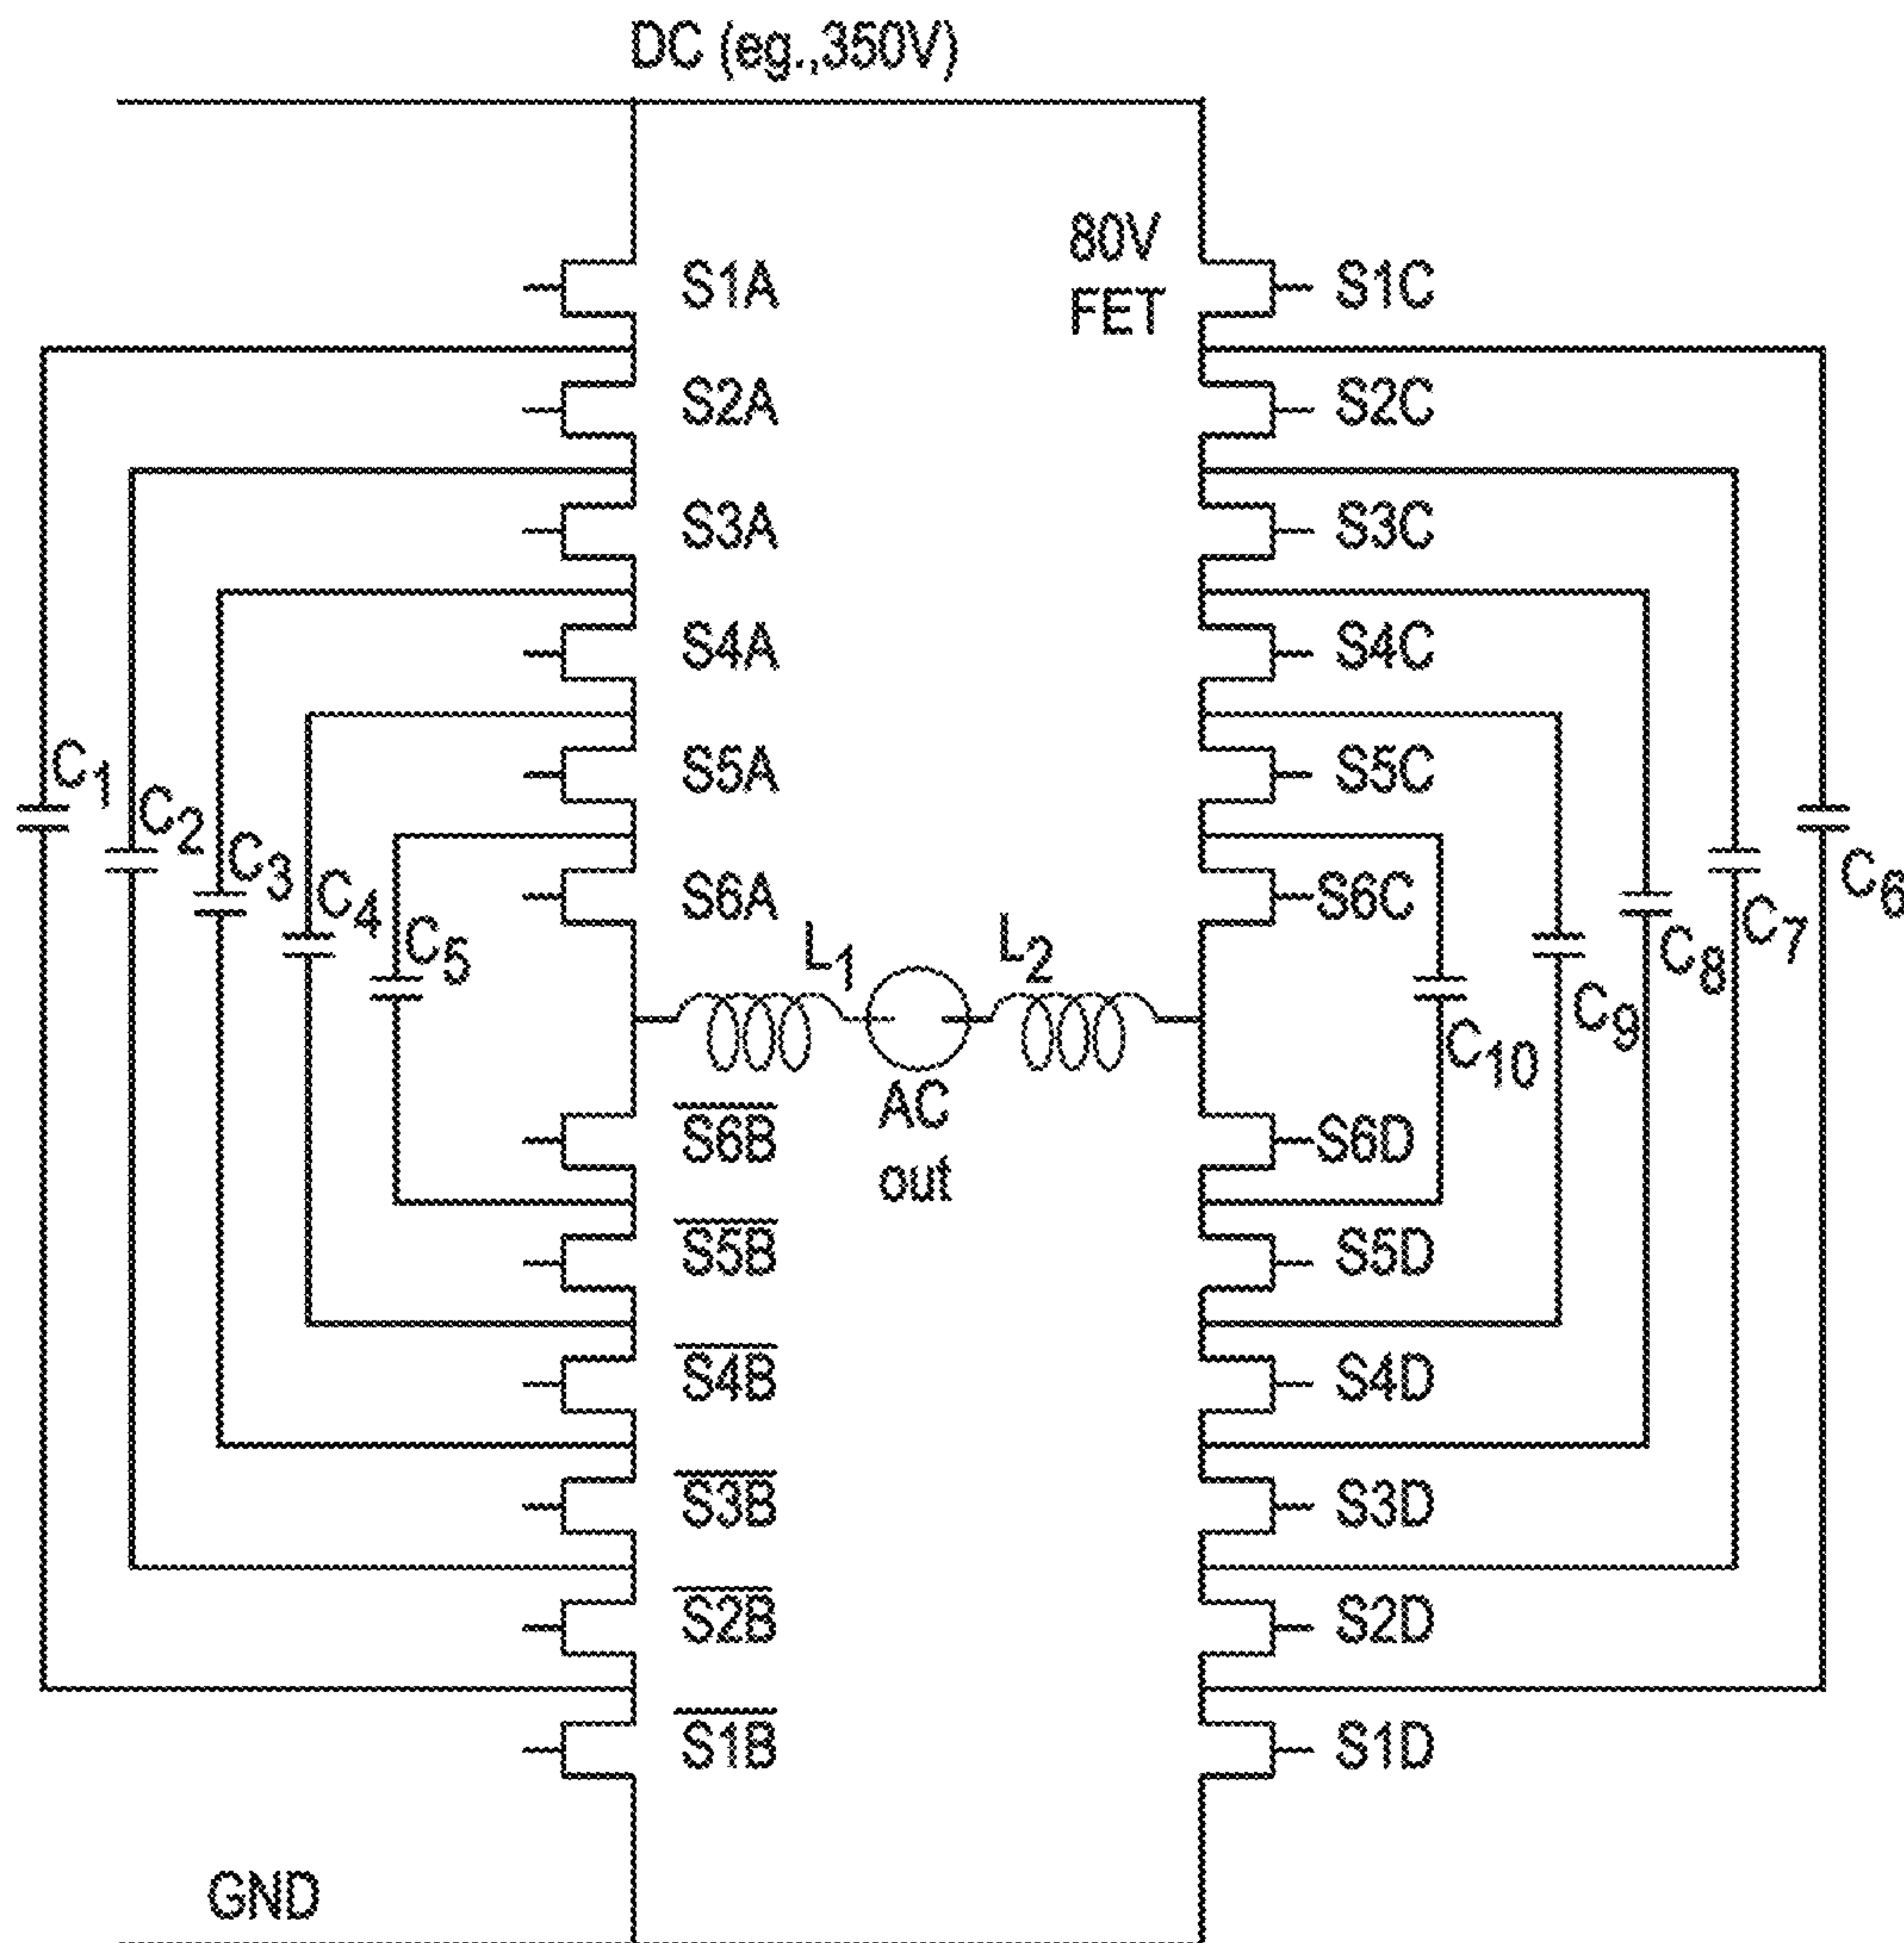 DC (eg.,350V)
80V
FET
S1A
S1C
S2A
S2C
S3A
S3C
S4A
S4C
S5A
S5C
S6A
S6C
C1
C2
C3
C4
C5
C6
C7
C8
C9
C10
L1
L2
AC
out
S6B
S6D
S5B
S5D
S4B
S4D
S3B
S3D
S2B
S2D
S1B
S1D
GND